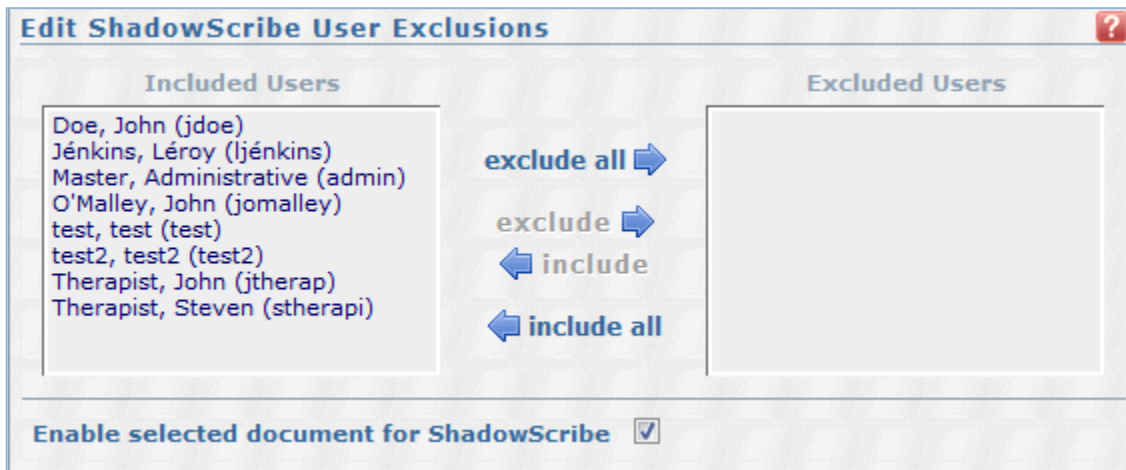 Edit ShadowScribe User Exclusions
?
Included Users
Excluded Users
Doe, John (jdoe)
Jénkins, Léroy (ljénkins)
Master, Administrative (admin)
O'Malley, John (jomalley)
test, test (test)
test2, test2 (test2)
Therapist, John (jtherap)
Therapist, Steven (stherapi)
exclude all
exclude
include
include all
Enable selected document for ShadowScribe